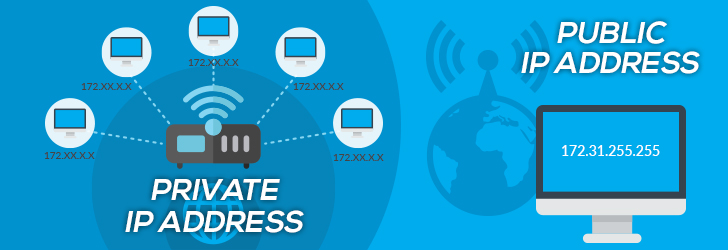 172.XX.X.X
172.XX.X.X
172.XX.X.X
172.XX.X.X
172.XX.X.X
PRIVATE
IP ADDRESS
PUBLIC
IP ADDRESS
172.31.255.255